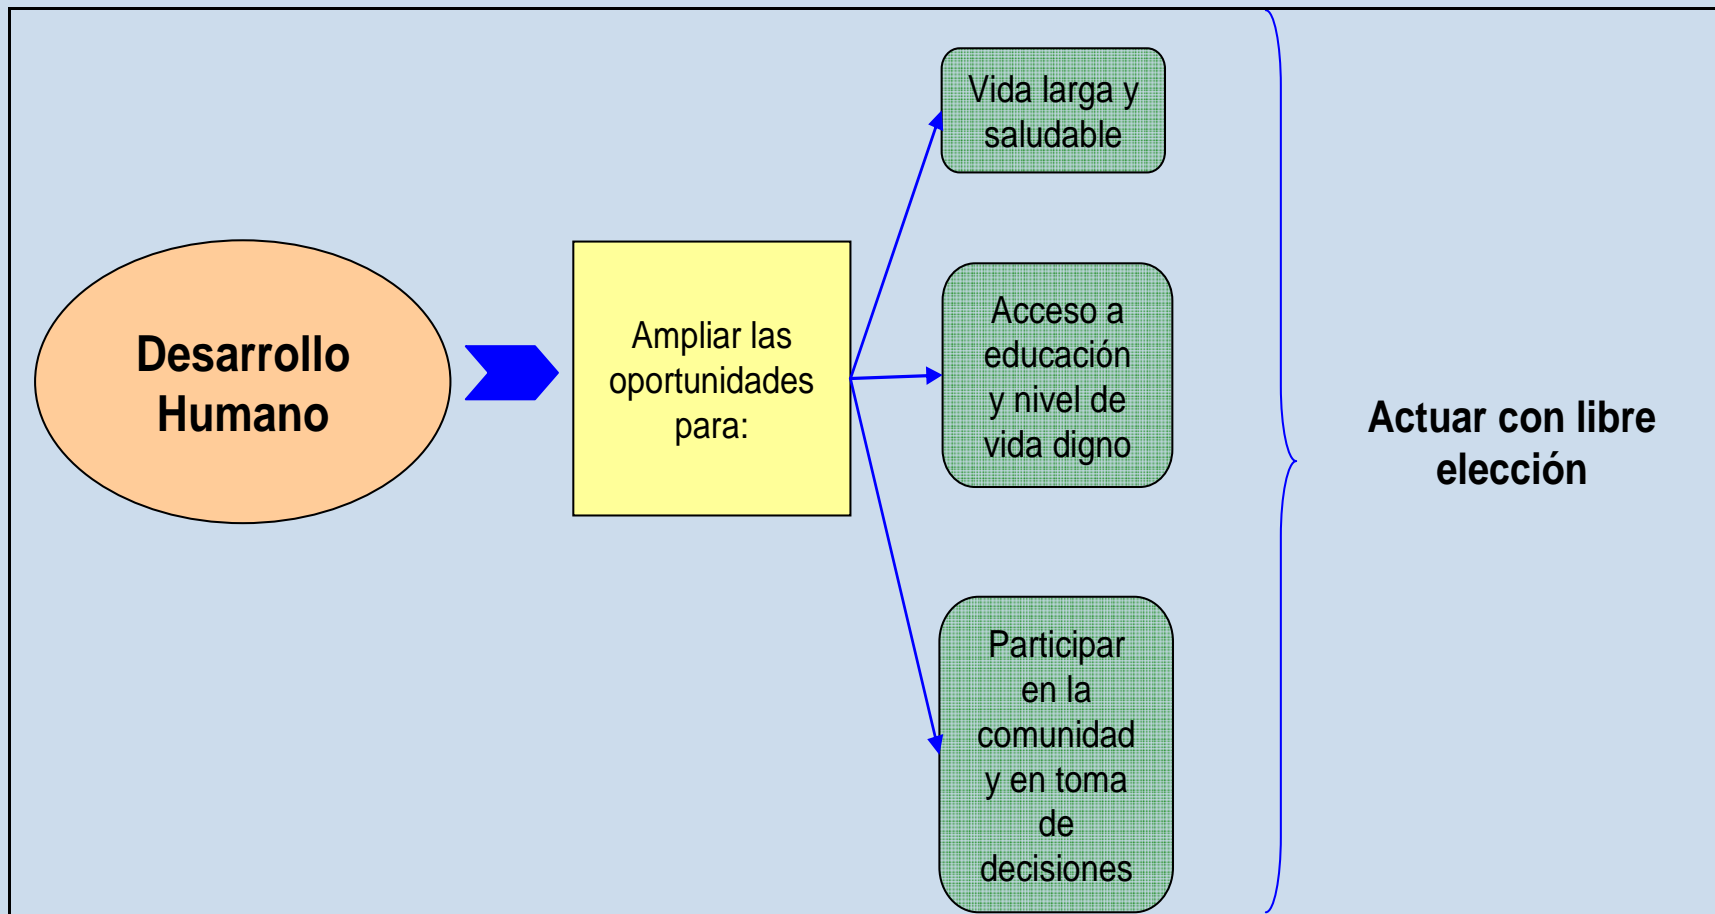 Desarrollo
Humano
Ampliar las
oportunidades
para:
Vida larga y
saludable
Acceso a
educación
y nivel de
vida digno
Participar
en la
comunidad
y en toma
de
decisiones
Actuar con libre
elección